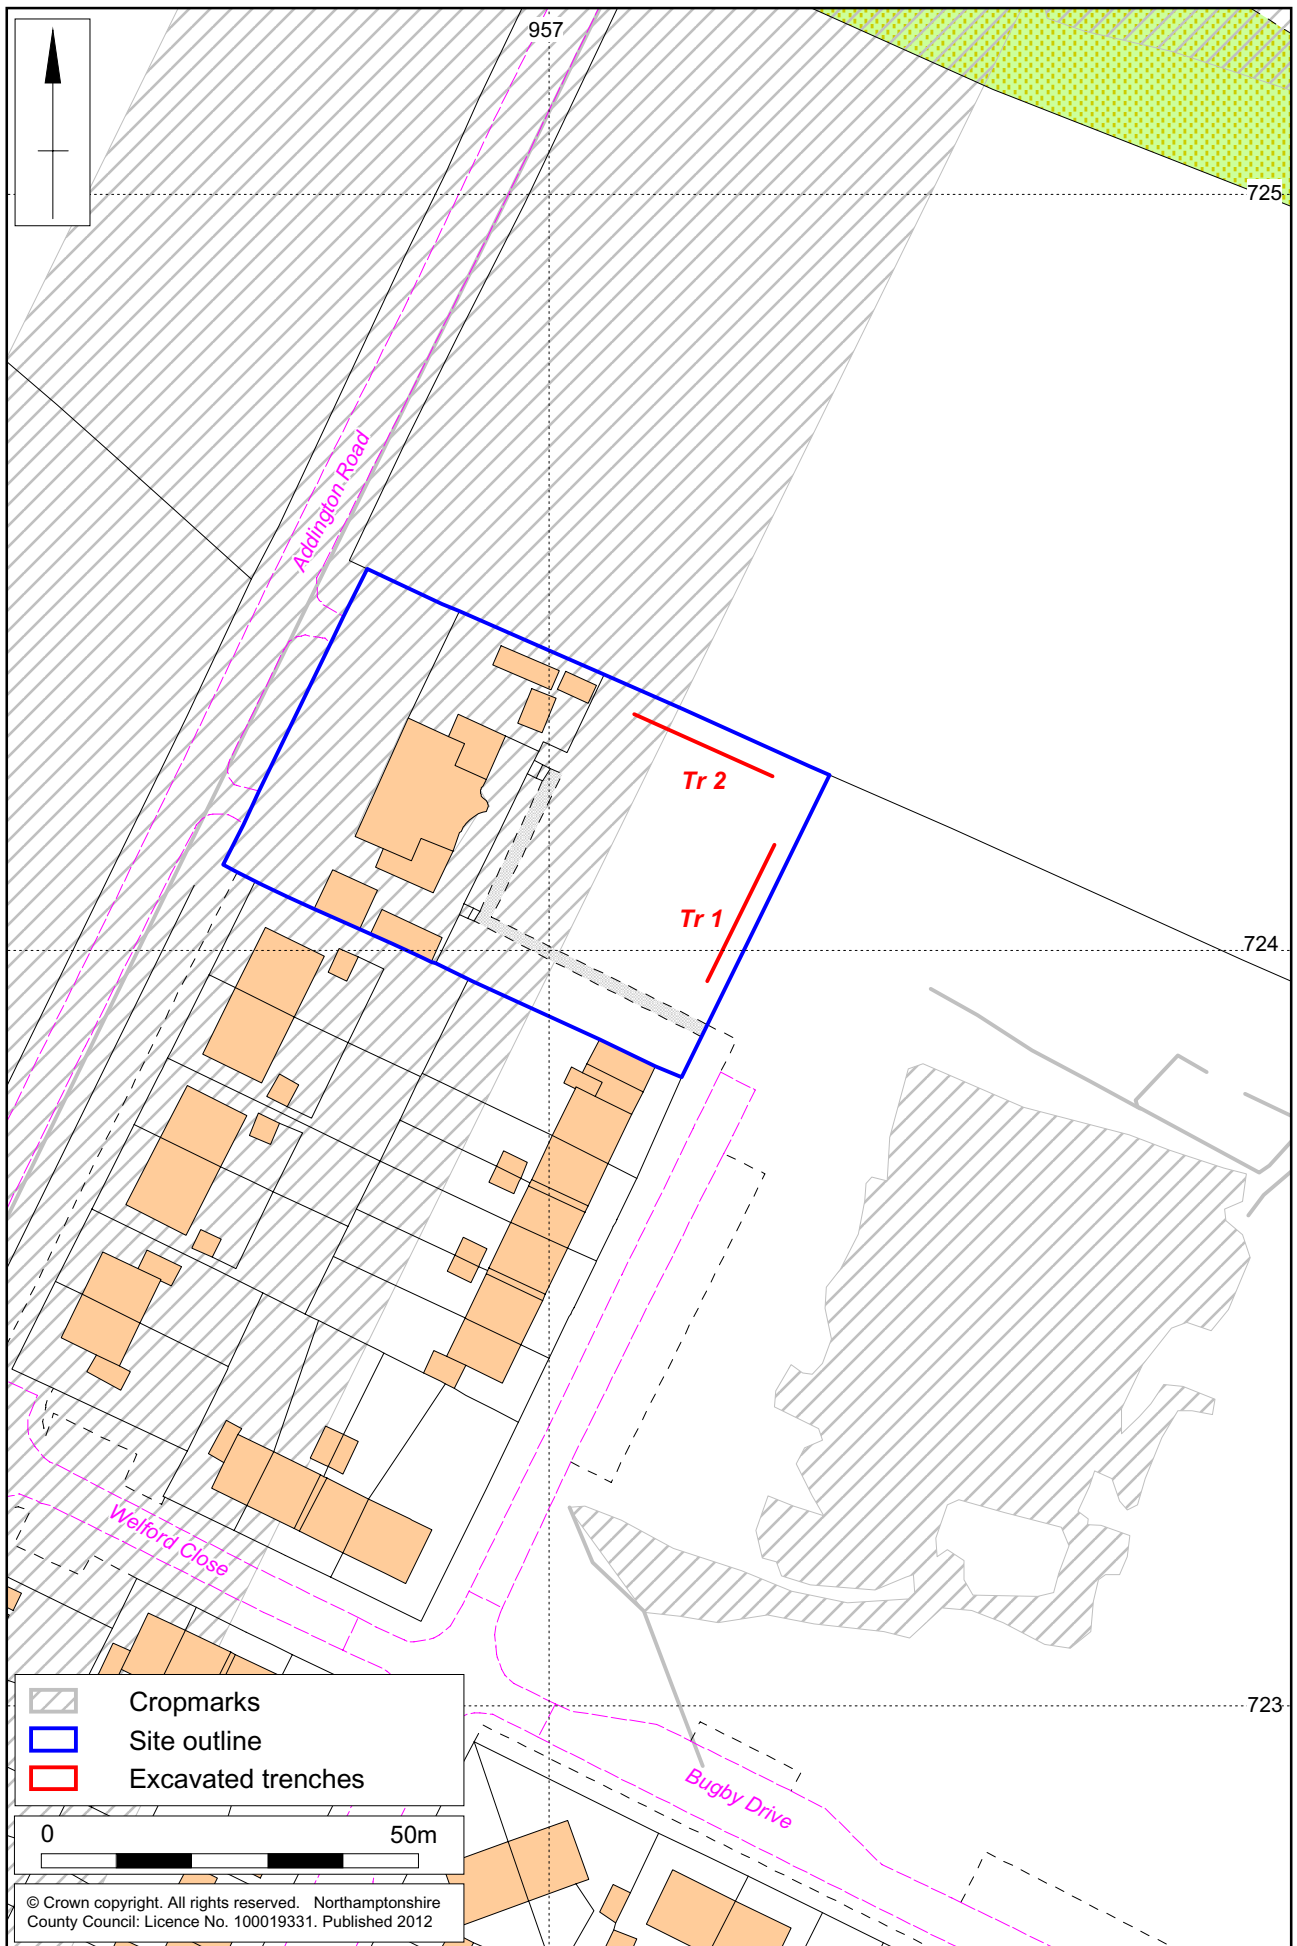 957
725
Addington Road
Tr 2
Tr 1
724
Welford Close
723
Bugby Drive
Cropmarks
Site outline
Excavated trenches
0 50m
© Crown copyright. All rights reserved. Northamptonshire
County Council: Licence No. 100019331. Published 2012